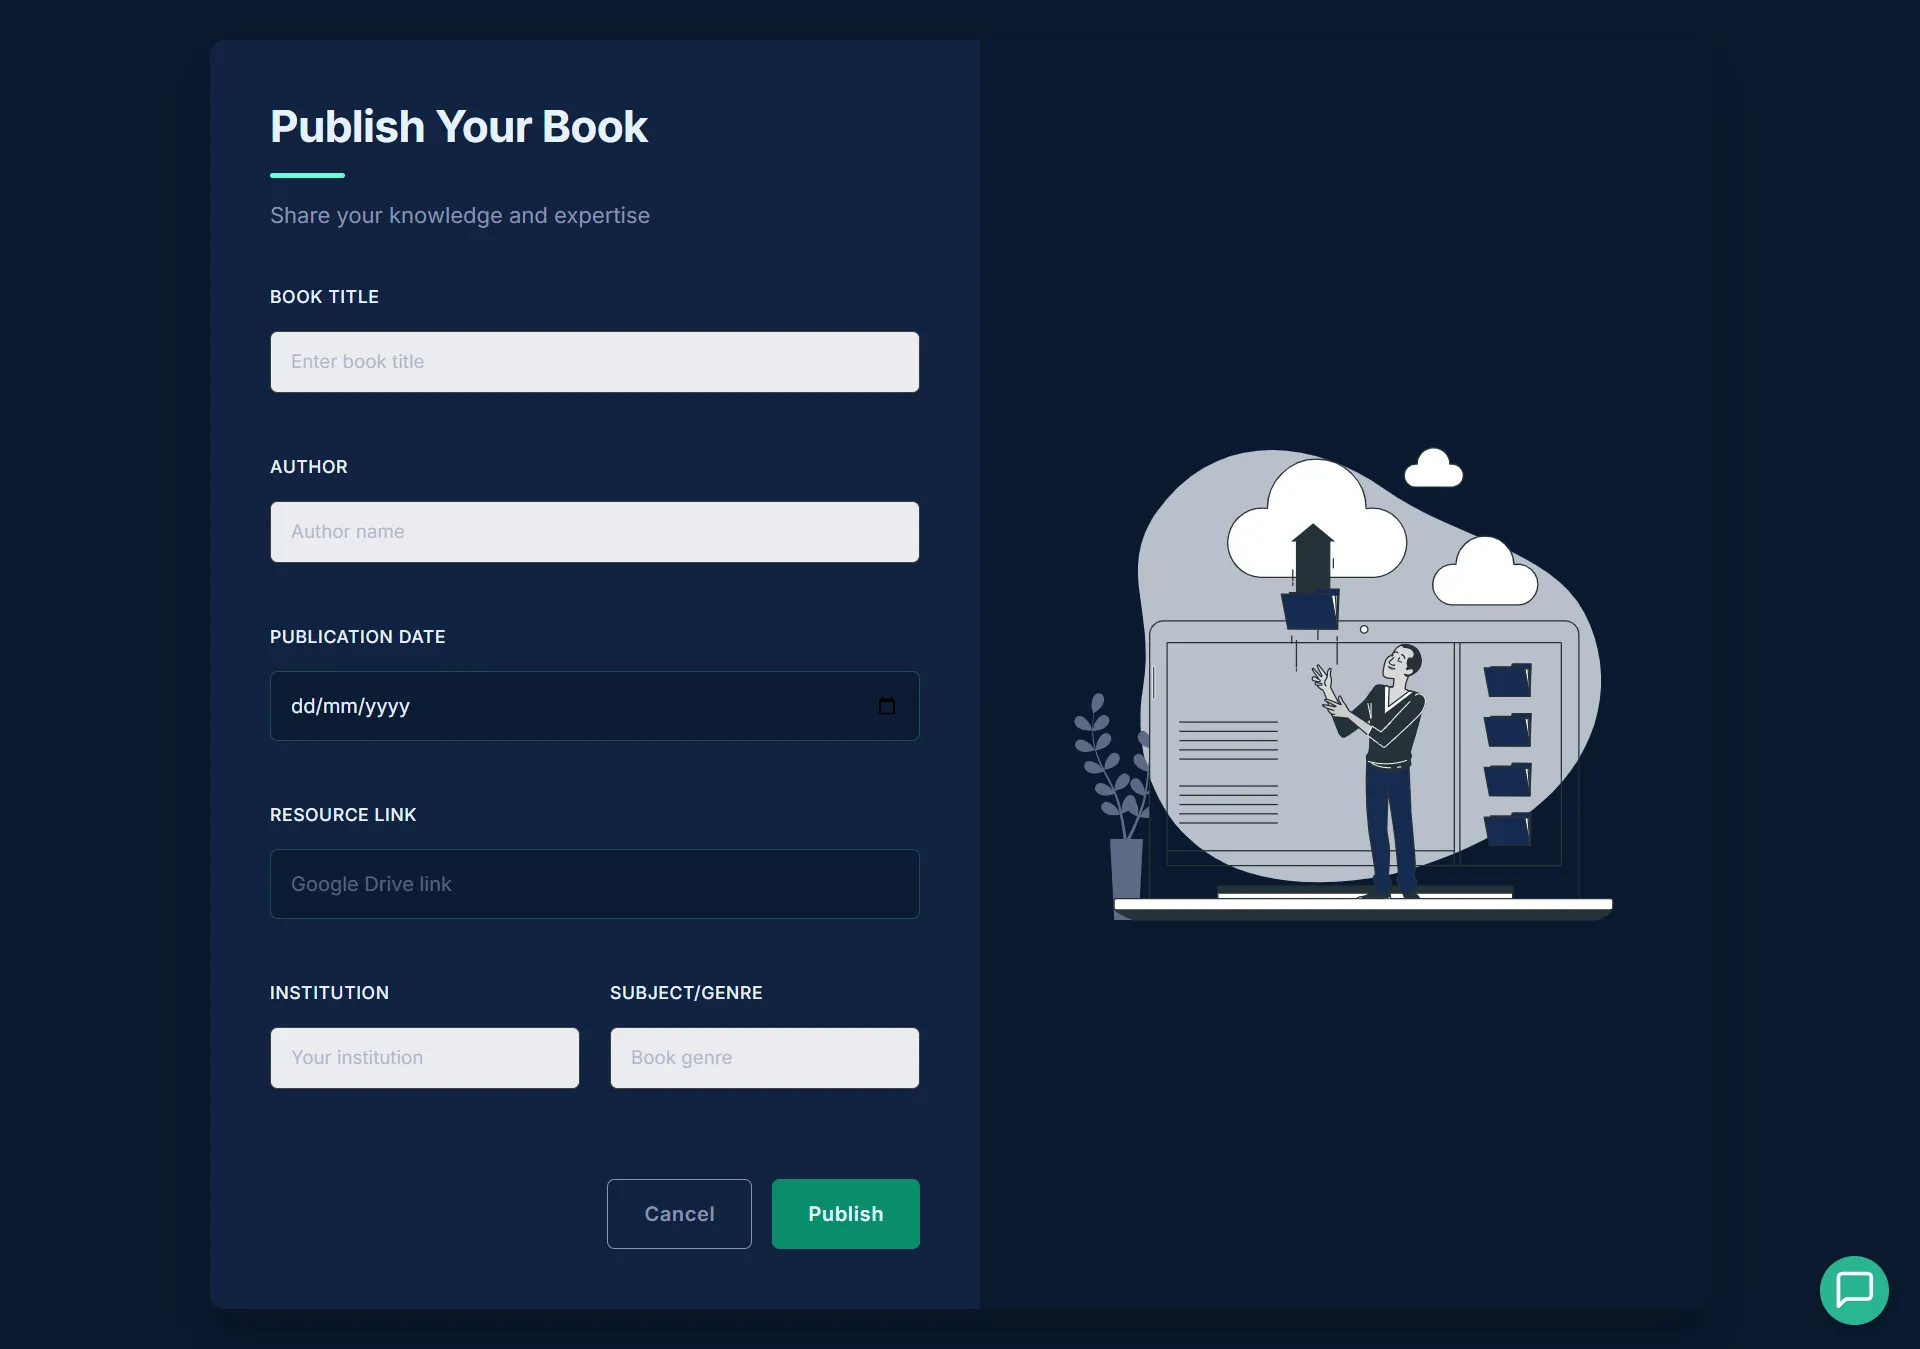 Publish Your Book
Share your knowledge and expertise
BOOK TITLE
Enter book title
AUTHOR
Author name
PUBLICATION DATE
dd/mm/yyyy
RESOURCE LINK
Google Drive link
INSTITUTION
SUBJECT/GENRE
Your institution
Book genre
Cancel
Publish